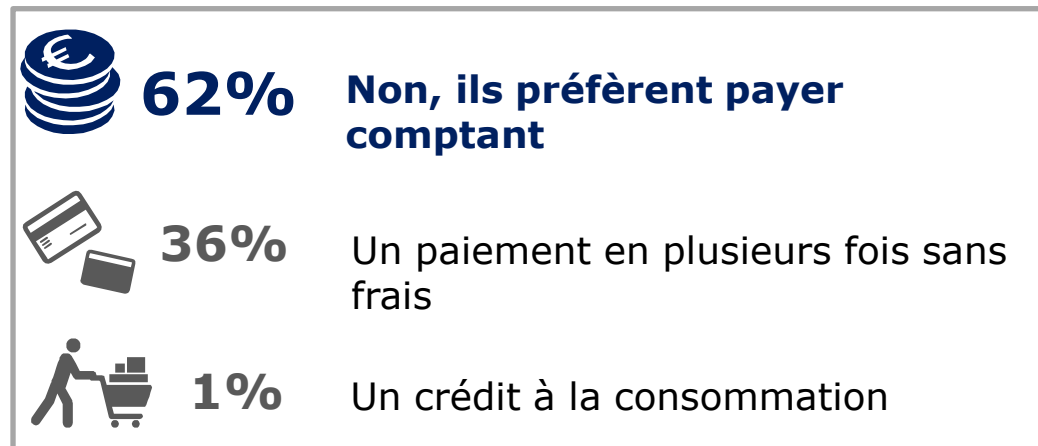 62% Non, ils préfèrent payer
comptant
36% Un paiement en plusieurs fois sans
frais
1% Un crédit à la consommation